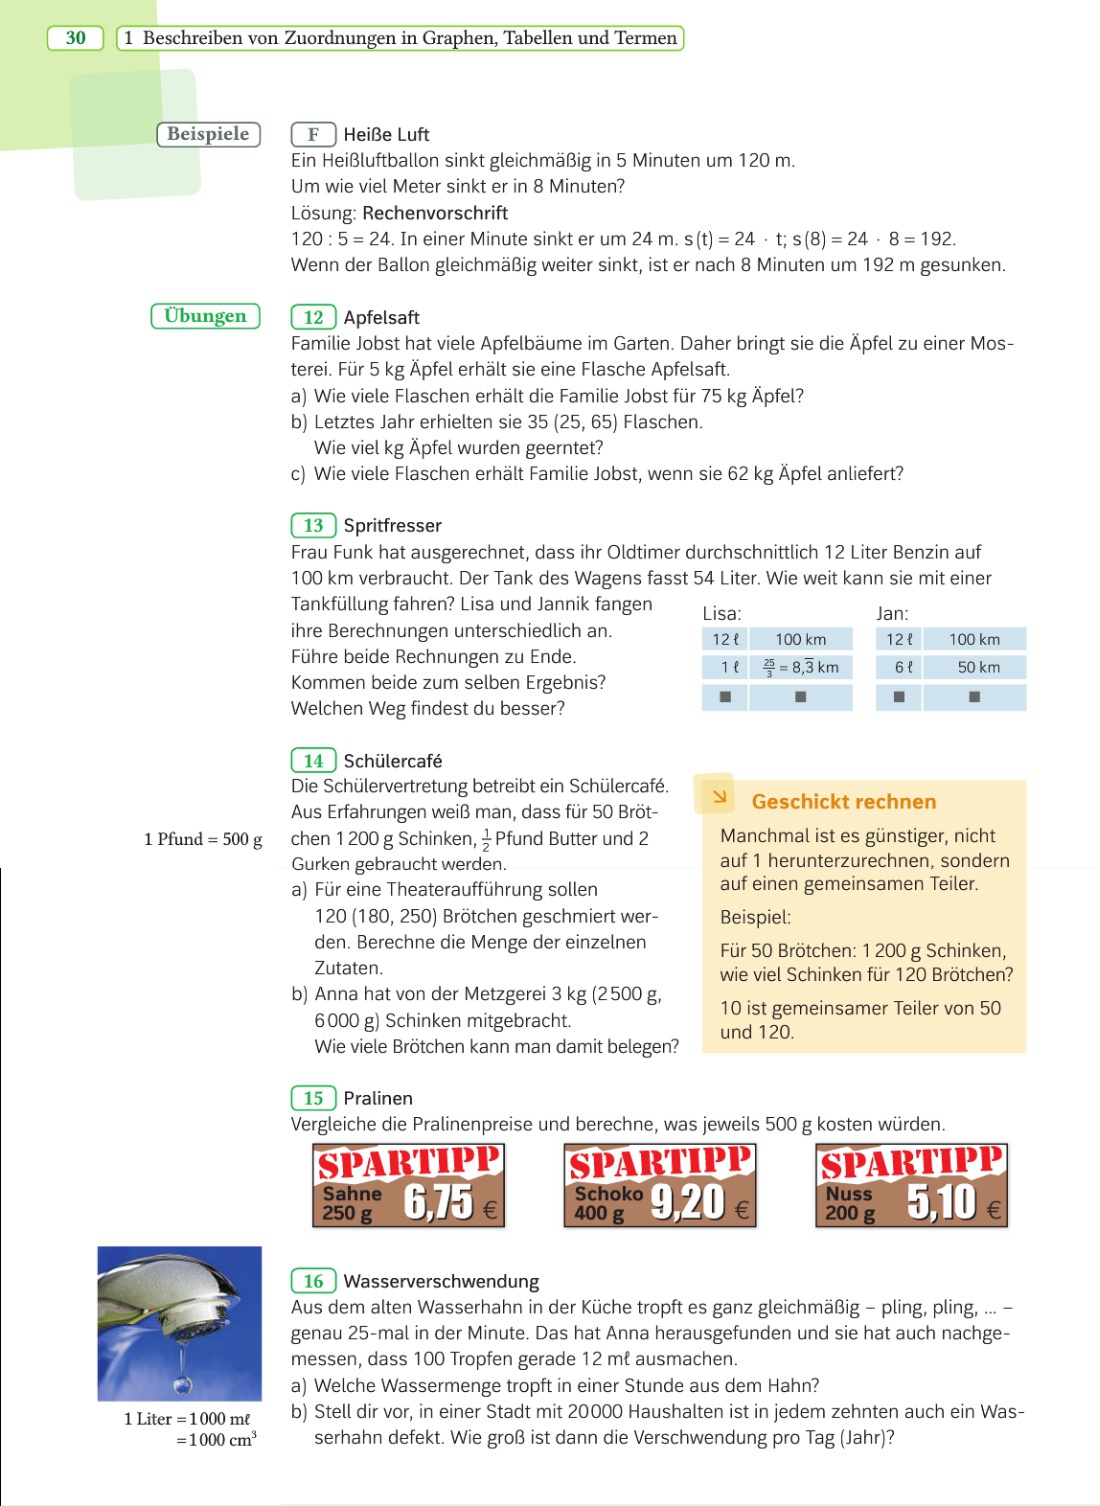 30
1 Beschreiben von Zuordnungen in Graphen, Tabellen und Termen
Beispiele
F Heiße Luft
Ein Heißluftballon sinkt gleichmäßig in 5 Minuten um 120 m.
Um wie viel Meter sinkt er in 8 Minuten?
Lösung: Rechenvorschrift
120 : 5 = 24. In einer Minute sinkt er um 24 m. s(t) = 24 · t; s(8) = 24 · 8 = 192.
Wenn der Ballon gleichmäßig weiter sinkt, ist er nach 8 Minuten um 192 m gesunken.
Übungen
12 Apfelsaft
Familie Jobst hat viele Apfelbäume im Garten. Daher bringt sie die Äpfel zu einer Mos-
terei. Für 5 kg Äpfel erhält sie eine Flasche Apfelsaft.
a) Wie viele Flaschen erhält die Familie Jobst für 75 kg Äpfel?
b) Letztes Jahr erhielten sie 35 (25, 65) Flaschen.
Wie viel kg Äpfel wurden geerntet?
c) Wie viele Flaschen erhält Familie Jobst, wenn sie 62 kg Äpfel anliefert?
13 Spritfresser
Frau Funk hat ausgerechnet, dass ihr Oldtimer durchschnittlich 12 Liter Benzin auf
100 km verbraucht. Der Tank des Wagens fasst 54 Liter. Wie weit kann sie mit einer
Tankfüllung fahren? Lisa und Jannik fangen
ihre Berechnungen unterschiedlich an.
Führe beide Rechnungen zu Ende.
Kommen beide zum selben Ergebnis?
Welchen Weg findest du besser?
Lisa:
12 ℓ 100 km
1 ℓ 25/3 = 8,3̅ km
■ ■
Jan:
12 ℓ 100 km
6 ℓ 50 km
■ ■
14 Schülercafé
Die Schülervertretung betreibt ein Schülercafé.
Aus Erfahrungen weiß man, dass für 50 Bröt-
chen 1 200 g Schinken, 1/2 Pfund Butter und 2
Gurken gebraucht werden.
1 Pfund = 500 g
a) Für eine Theateraufführung sollen
120 (180, 250) Brötchen geschmiert wer-
den. Berechne die Menge der einzelnen
Zutaten.
b) Anna hat von der Metzgerei 3 kg (2 500 g,
6 000 g) Schinken mitgebracht.
Wie viele Brötchen kann man damit belegen?
↘ Geschickt rechnen
Manchmal ist es günstiger, nicht
auf 1 herunterzurechnen, sondern
auf einen gemeinsamen Teiler.
Beispiel:
Für 50 Brötchen: 1 200 g Schinken,
wie viel Schinken für 120 Brötchen?
10 ist gemeinsamer Teiler von 50
und 120.
15 Pralinen
Vergleiche die Pralinenpreise und berechne, was jeweils 500 g kosten würden.
SPARTIPP
Sahne
250 g
6,75 €
SPARTIPP
Schoko
400 g
9,20 €
SPARTIPP
Nuss
200 g
5,10 €
16 Wasserverschwendung
Aus dem alten Wasserhahn in der Küche tropft es ganz gleichmäßig – pling, pling, ... –
genau 25-mal in der Minute. Das hat Anna herausgefunden und sie hat auch nachge-
messen, dass 100 Tropfen gerade 12 mℓ ausmachen.
a) Welche Wassermenge tropft in einer Stunde aus dem Hahn?
b) Stell dir vor, in einer Stadt mit 20 000 Haushalten ist in jedem zehnten auch ein Was-
serhahn defekt. Wie groß ist dann die Verschwendung pro Tag (Jahr)?
1 Liter = 1 000 mℓ
= 1 000 cm³